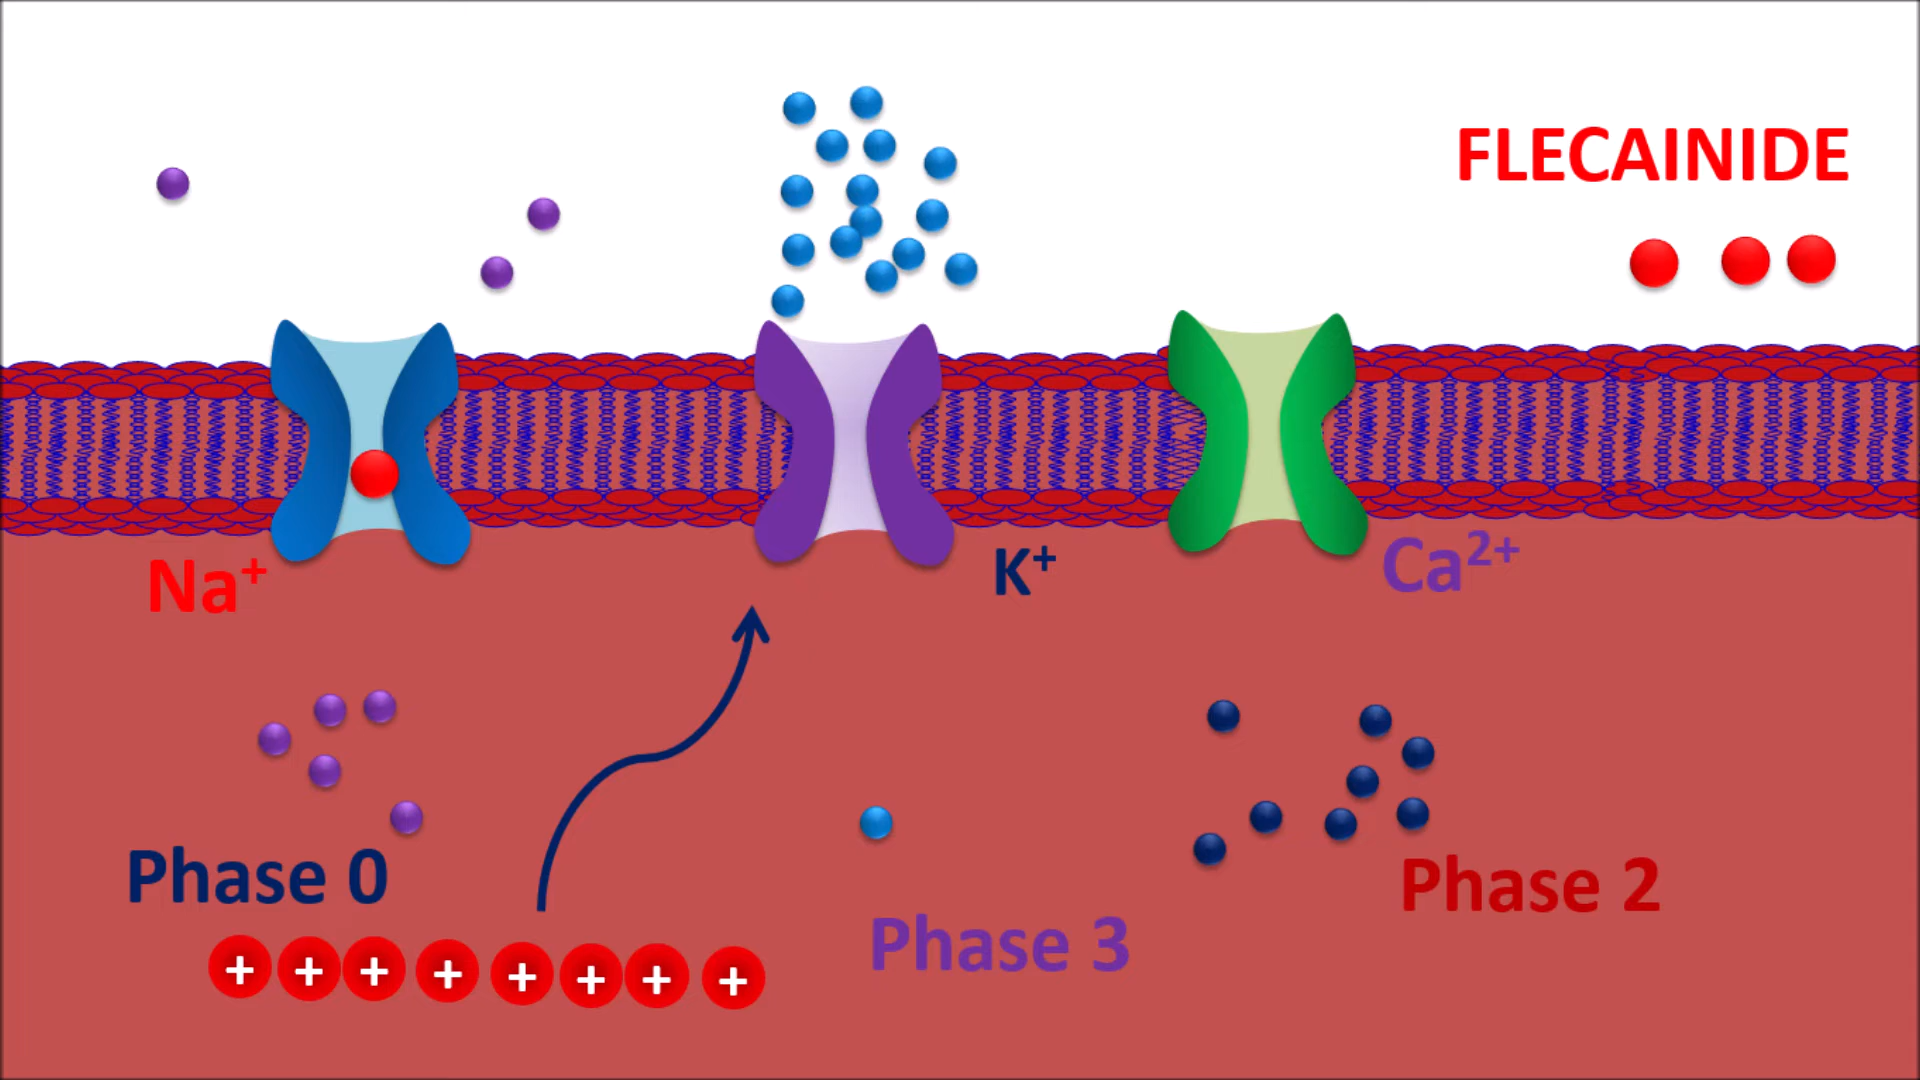 FLECAINIDE
Na⁺
K⁺
Ca²⁺
Phase 0
Phase 3
Phase 2
+ + + + + + + +